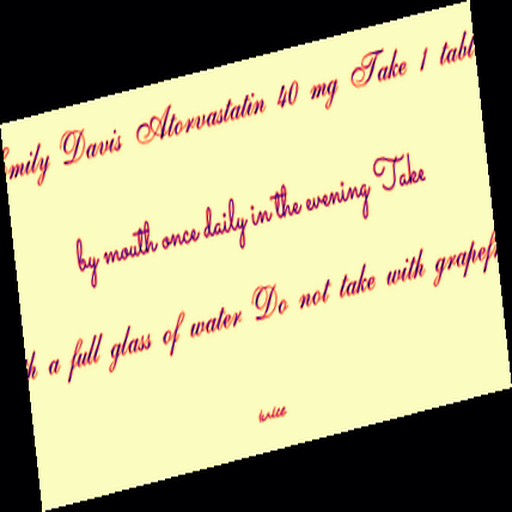 mily Davis Atorvastatin 40 mg Take 1 tabl
by mouth once daily in the evening Take
h a full glass of water Do not take with grapef